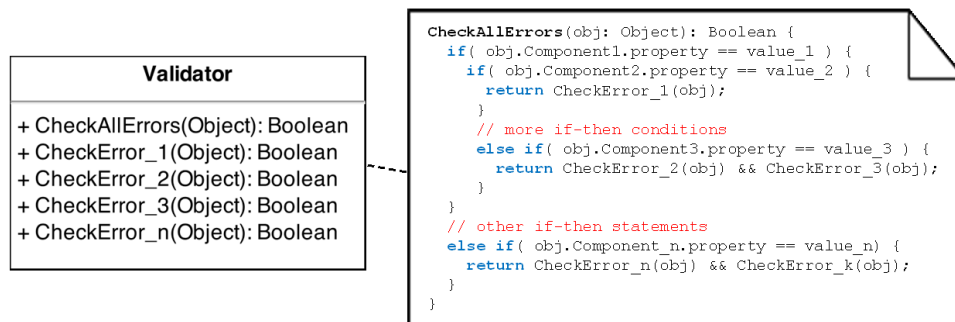 Validator
+ CheckAllErrors(Object): Boolean
+ CheckError_1(Object): Boolean
+ CheckError_2(Object): Boolean
+ CheckError_3(Object): Boolean
+ CheckError_n(Object): Boolean
CheckAllErrors(obj: Object): Boolean {
if( obj.Component1.property == value_1 ) {
if( obj.Component2.property == value_2 ) {
return CheckError_1(obj);
}
// more if-then conditions
else if( obj.Component3.property == value_3 ) {
return CheckError_2(obj) && CheckError_3(obj);
}
}
// other if-then statements
else if( obj.Component_n.property == value_n) {
return CheckError_n(obj) && CheckError_k(obj);
}
}